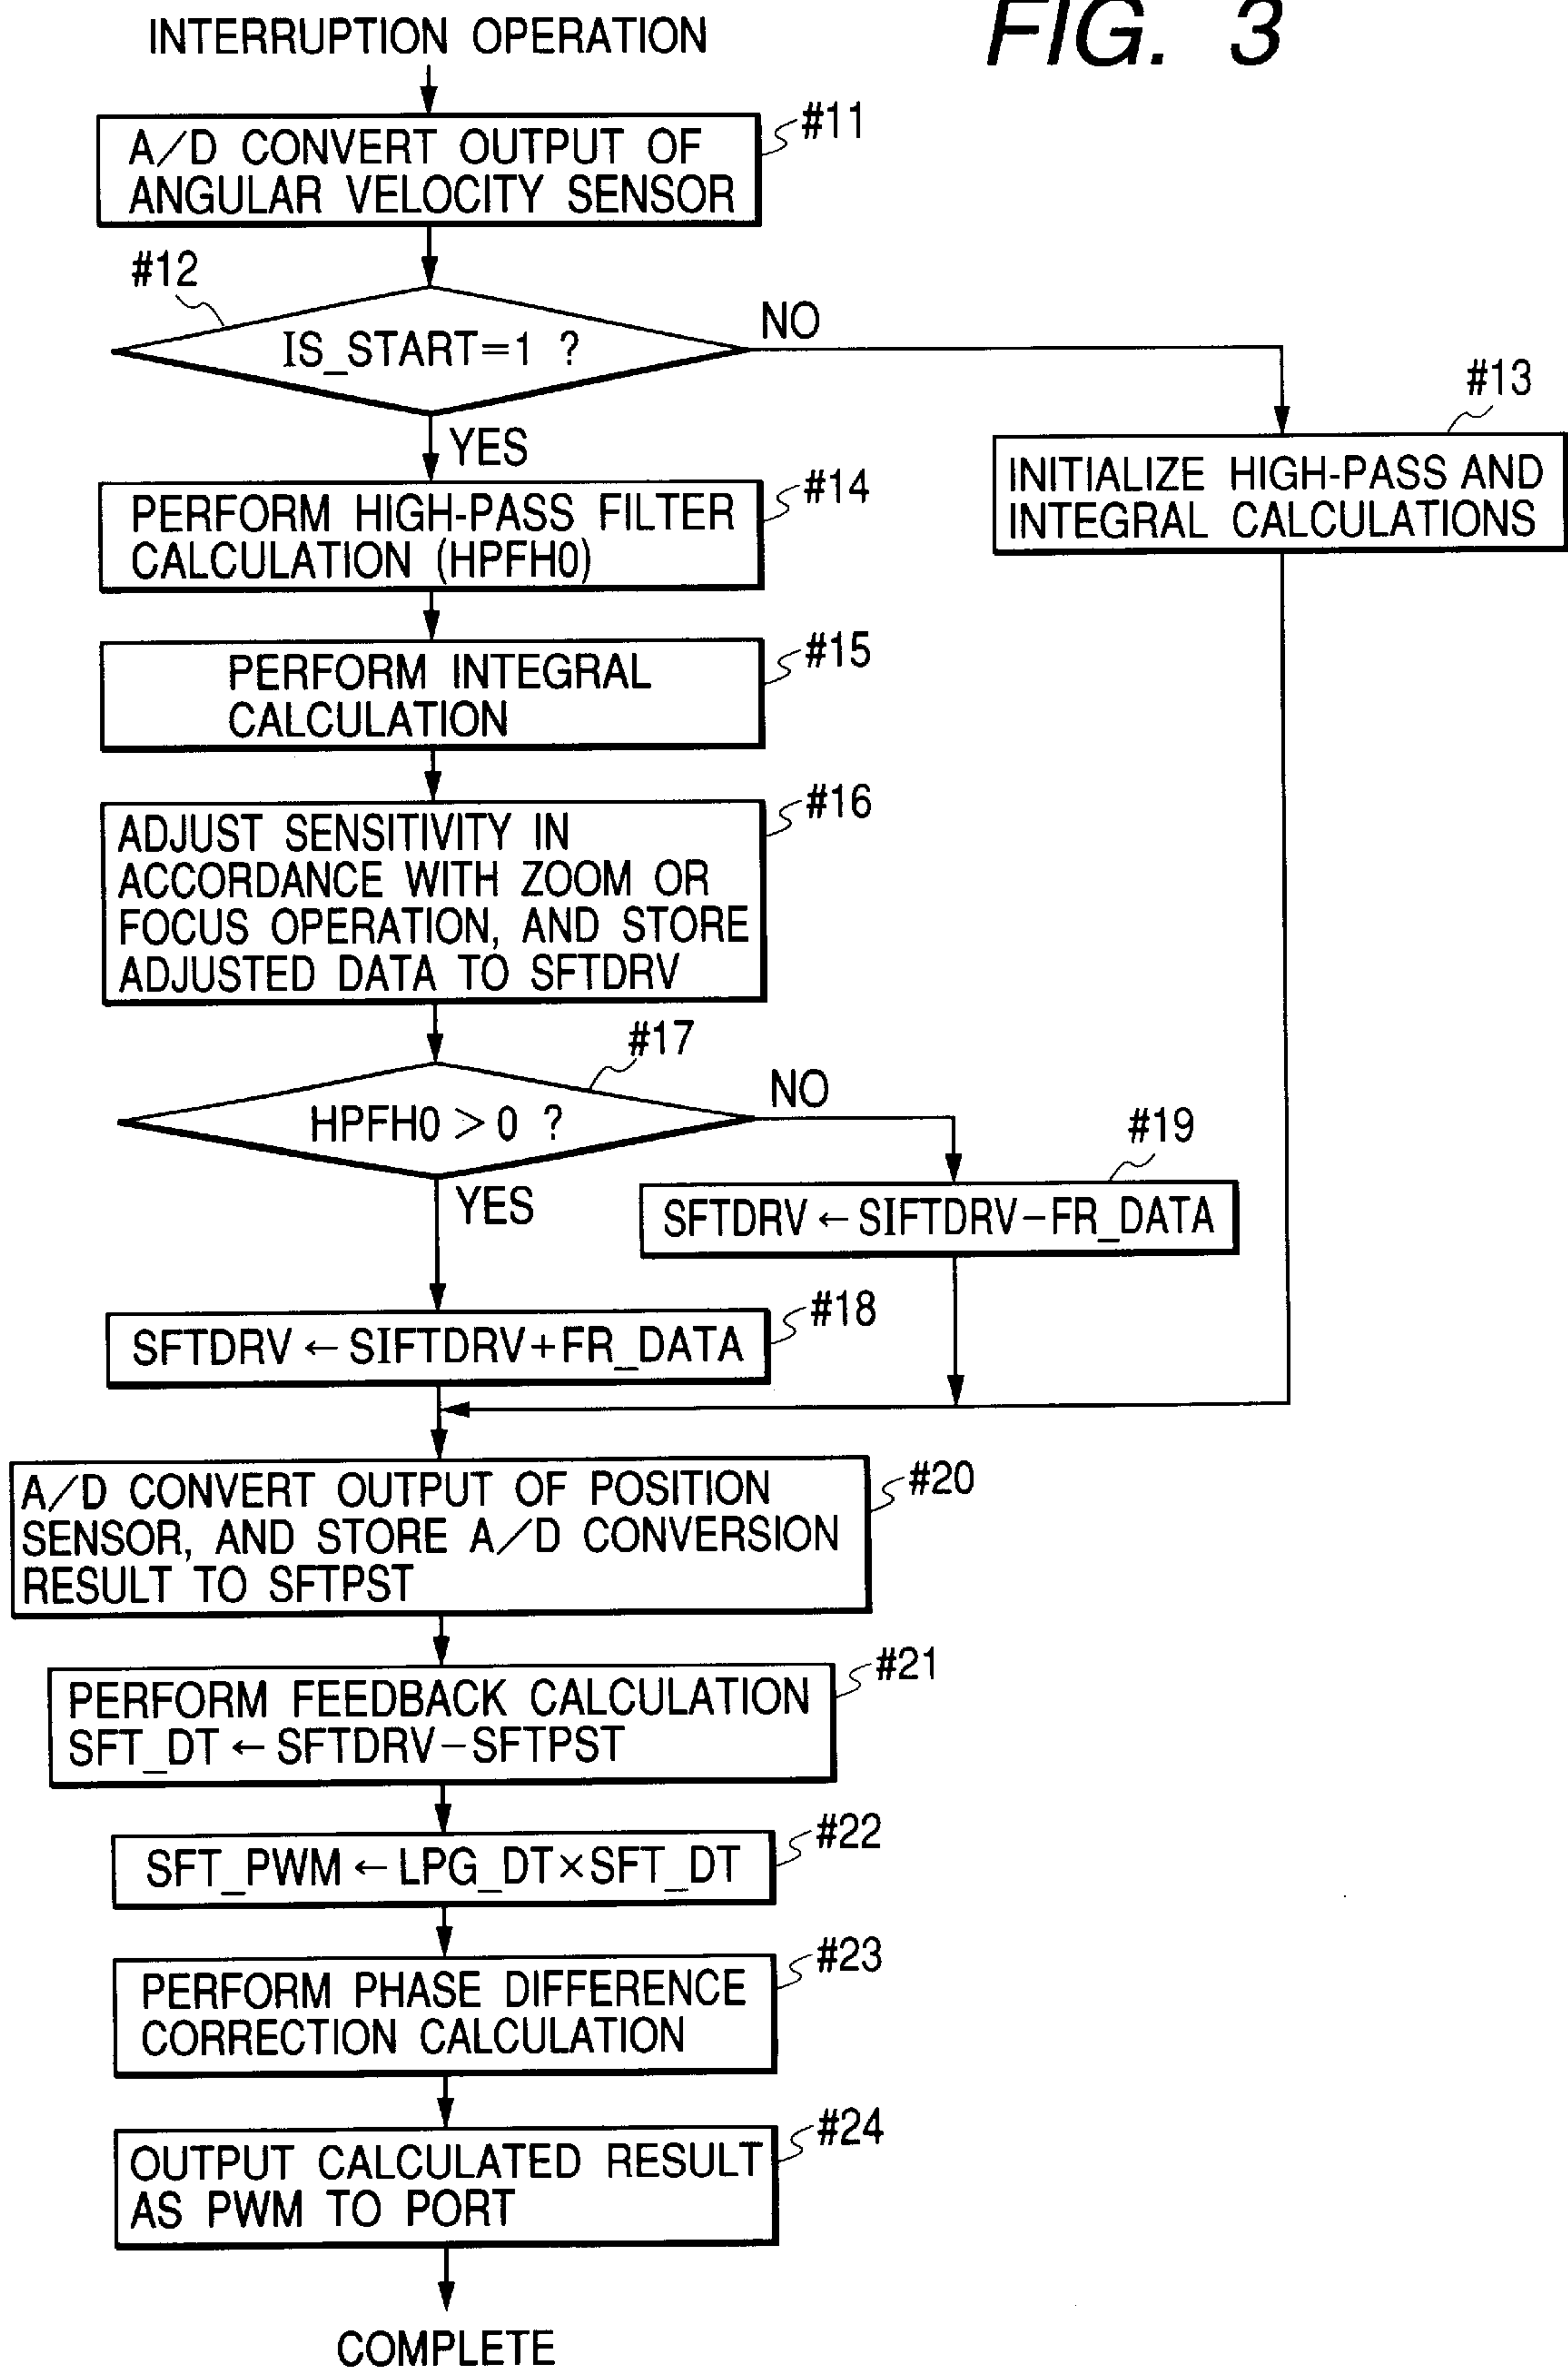 FIG. 3
INTERRUPTION OPERATION
#11
A/D CONVERT OUTPUT OF
ANGULAR VELOCITY SENSOR
#12
IS_START=1 ?
NO
YES
#13
INITIALIZE HIGH-PASS AND
INTEGRAL CALCULATIONS
#14
PERFORM HIGH-PASS FILTER
CALCULATION (HPFH0)
#15
PERFORM INTEGRAL
CALCULATION
#16
ADJUST SENSITIVITY IN
ACCORDANCE WITH ZOOM OR
FOCUS OPERATION, AND STORE
ADJUSTED DATA TO SFTDRV
#17
HPFH0 > 0 ?
NO
YES
#19
SFTDRV ← SIFTDRV−FR_DATA
#18
SFTDRV ← SIFTDRV+FR_DATA
#20
A/D CONVERT OUTPUT OF POSITION
SENSOR, AND STORE A/D CONVERSION
RESULT TO SFTPST
#21
PERFORM FEEDBACK CALCULATION
SFT_DT ← SFTDRV−SFTPST
#22
SFT_PWM ← LPG_DT×SFT_DT
#23
PERFORM PHASE DIFFERENCE
CORRECTION CALCULATION
#24
OUTPUT CALCULATED RESULT
AS PWM TO PORT
COMPLETE